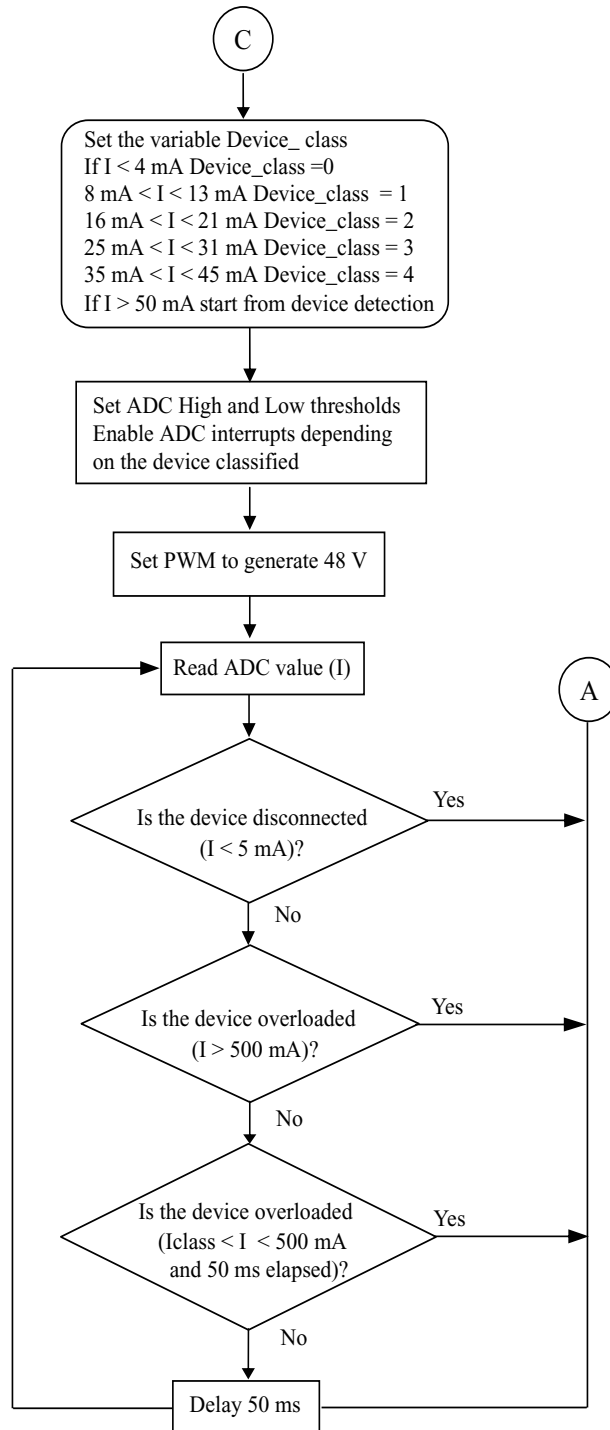 C
Set the variable Device_ class
If I < 4 mA Device_class =0
8 mA < I < 13 mA Device_class = 1
16 mA < I < 21 mA Device_class = 2
25 mA < I < 31 mA Device_class = 3
35 mA < I < 45 mA Device_class = 4
If I > 50 mA start from device detection
Set ADC High and Low thresholds
Enable ADC interrupts depending
on the device classified
Set PWM to generate 48 V
Read ADC value (I)
A
Is the device disconnected
(I < 5 mA)?
Yes
No
Is the device overloaded
(I > 500 mA)?
Yes
No
Is the device overloaded
(Iclass < I < 500 mA
and 50 ms elapsed)?
Yes
No
Delay 50 ms